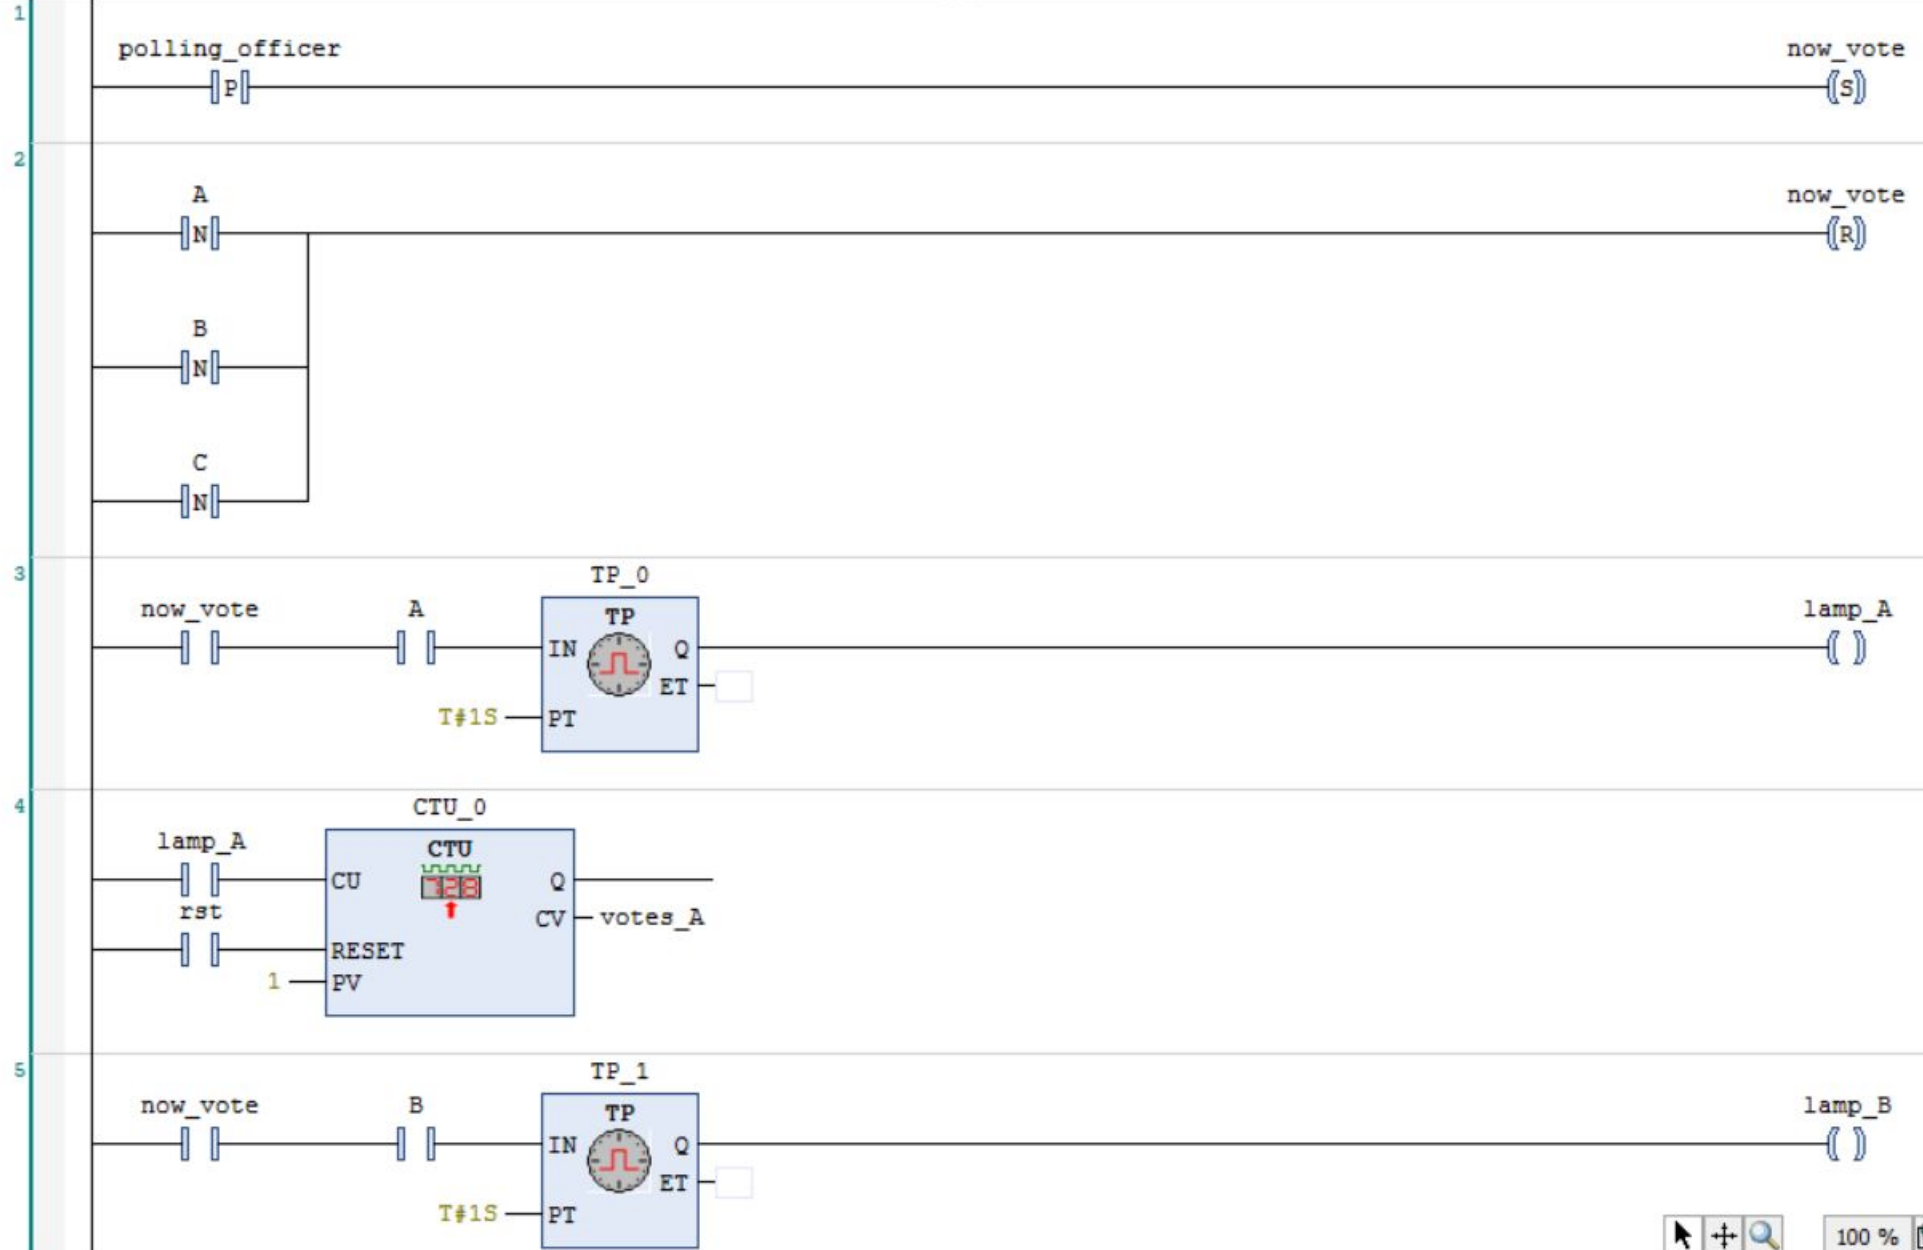 1
polling_officer
now_vote
P
S
2
A
now_vote
N
R
B
N
C
N
3
TP_0
now_vote
A
TP
lamp_A
IN
Q
ET
T#1S
PT
4
CTU_0
lamp_A
CTU
CU
Q
rst
CV
votes_A
RESET
1
PV
5
TP_1
now_vote
B
TP
lamp_B
IN
Q
ET
T#1S
PT
100 %